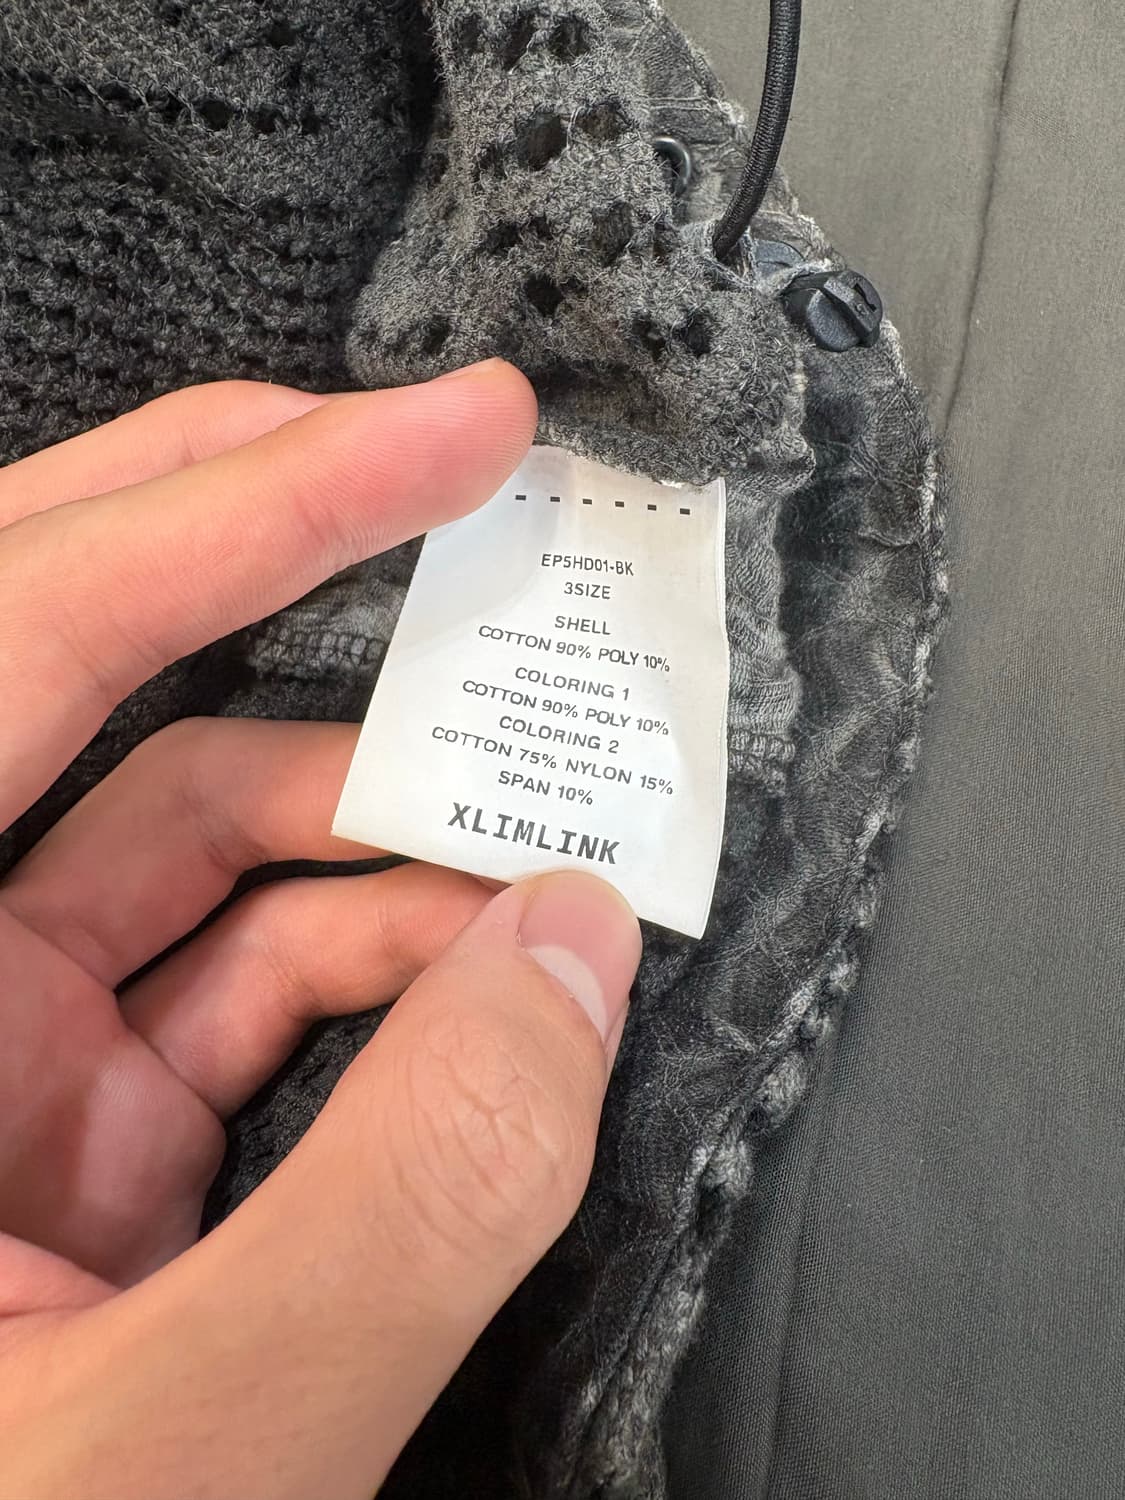 - - - - - -
EP5HD01-BK
3SIZE
SHELL
COTTON 90% POLY 10%
COLORING 1
COTTON 90% POLY 10%
COLORING 2
COTTON 75% NYLON 15%
SPAN 10%
XLIMLINK